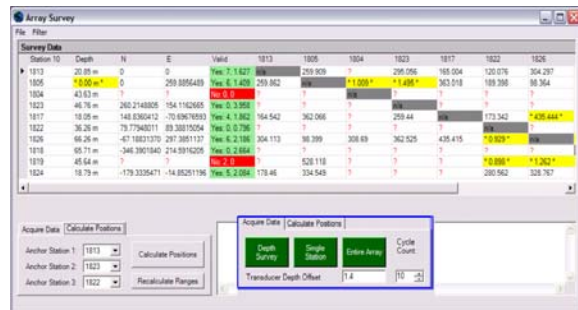 Array Survey
File Filter
Survey Data
Station 10 Depth N E Valid 1813 1805 1804 1823 1817 1822 1826
1813 20.85 m 0 0 Yes: 7, 1.627 n/a 259.909 ? 295.056 165.004 120.076 304.297
1805 * 0.00 m * 0 259.8856489 Yes: 6, 1.409 259.862 n/a * 1.009 * * 1.495 * 363.018 189.398 98.364
1804 43.63 m ? ? No: 0, 0 ? ? n/a ? ? ? ?
1823 46.76 m 260.2148805 154.1162665 Yes: 0, 3.958 ? ? ? n/a ? ? ?
1817 18.05 m 148.8360412 -70.69676593 Yes: 4, 1.862 164.542 362.066 ? 259.44 n/a 173.342 * 435.444 *
1822 36.26 m 79.77948011 89.38815054 Yes: 0, 0.796 ? ? ? ? ? n/a ?
1826 66.26 m -67.18831370 297.3851137 Yes: 6, 2.186 304.113 98.399 308.69 362.525 435.415 * 0.929 * n/a
1818 65.71 m -346.3901840 214.5916205 Yes: 0, 2.664 ? ? ? ? ? ? ?
1819 45.64 m ? ? No: 2, 0 ? 528.118 ? ? ? * 0.898 * * 1.262 *
1824 18.79 m -179.3335471 -14.85251196 Yes: 5, 2.084 178.46 334.549 ? ? ? 280.562 328.767
Acquire Data Calculate Positions
Anchor Station 1: 1813
Anchor Station 2: 1823
Anchor Station 3: 1822
Calculate Positions
Recalculate Ranges
Acquire Data Calculate Positions
Depth Survey
Single Station
Entire Array
Cycle Count:
Transducer Depth Offset 1.4 10